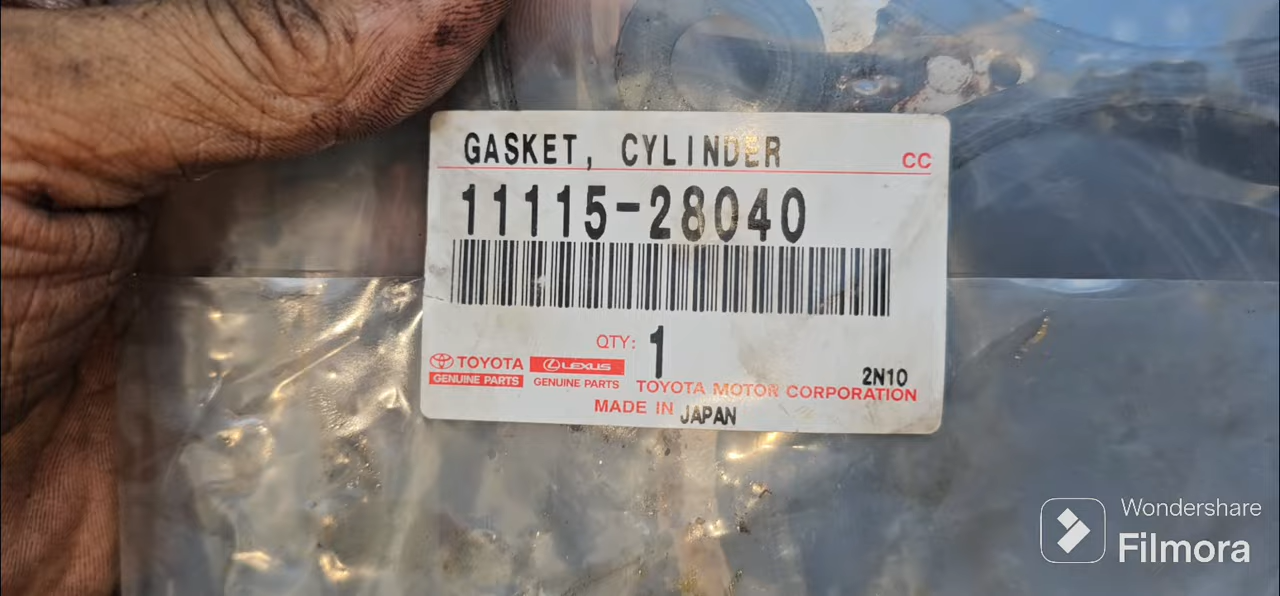 GASKET, CYLINDER
CC
11115-28040
QTY: 1
TOYOTA LEXUS
GENUINE PARTS GENUINE PARTS
2N10
TOYOTA MOTOR CORPORATION
MADE IN JAPAN
Wondershare
Filmora